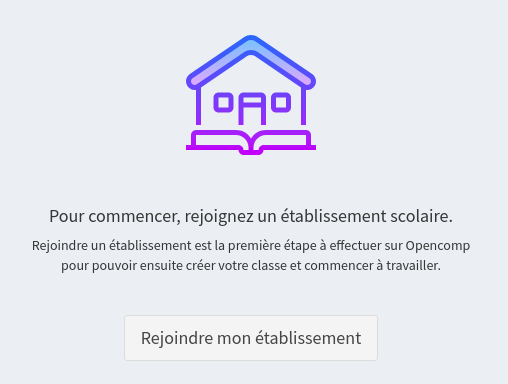 Pour commencer, rejoignez un établissement scolaire.
Rejoindre un établissement est la première étape à effectuer sur Opencomp
pour pouvoir ensuite créer votre classe et commencer à travailler.
Rejoindre mon établissement